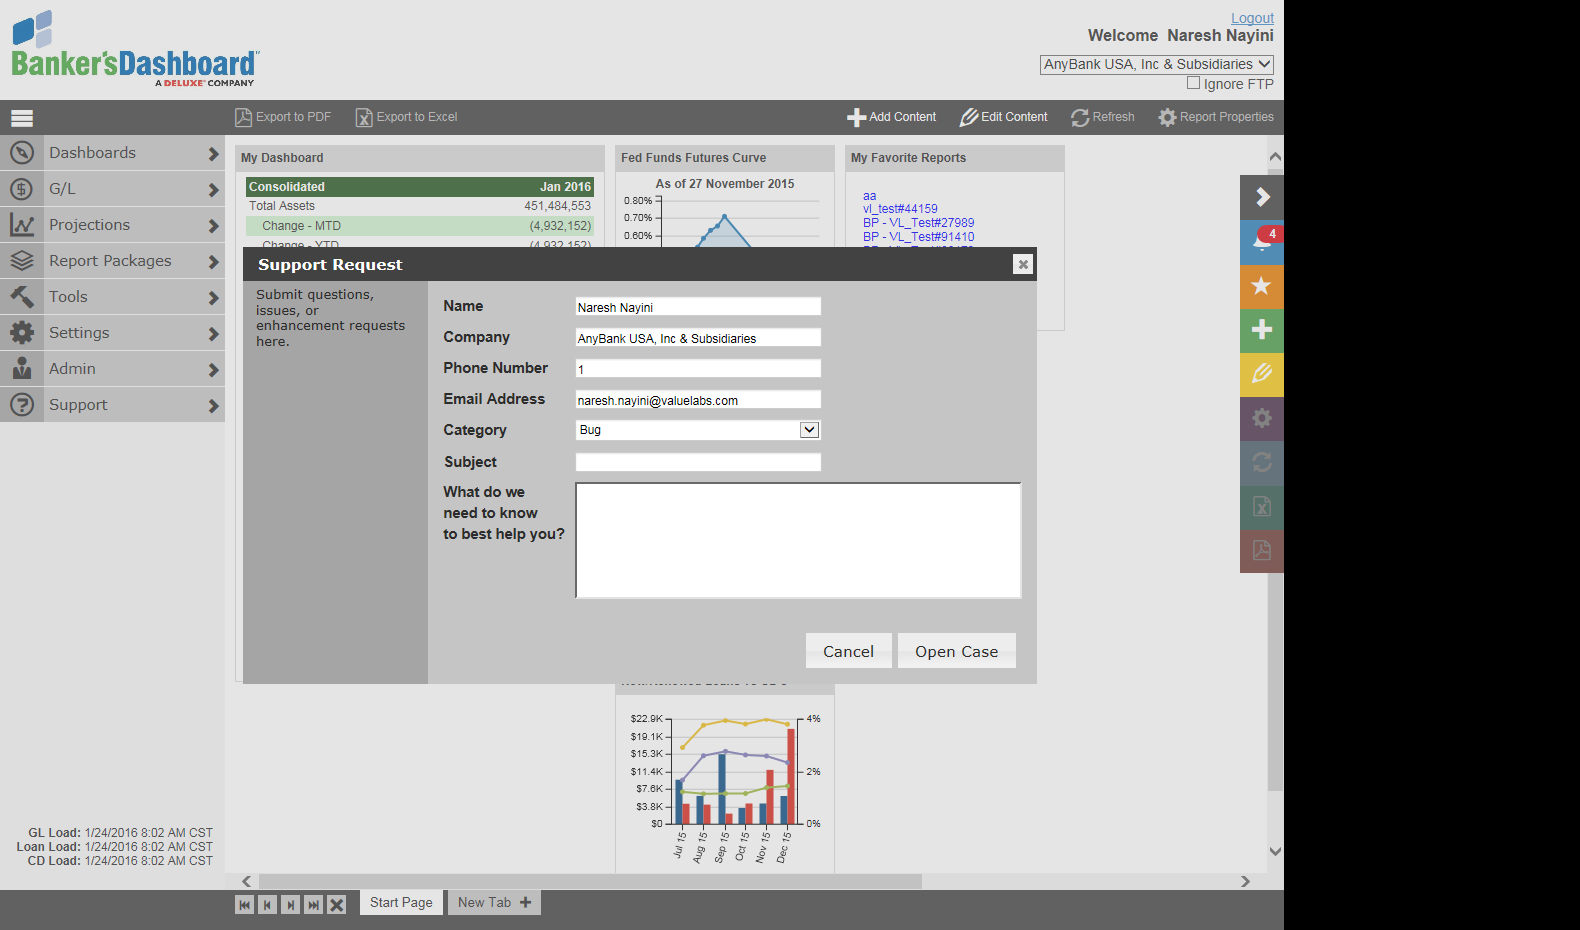 Logout
Banker'sDashboard
A DELUXE COMPANY
Welcome Naresh Nayini
AnyBank USA, Inc & Subsidiaries
Ignore FTP
Export to PDF
Export to Excel
Add Content
Edit Content
Refresh
Report Properties
Dashboards
G/L
Projections
Report Packages
Tools
Settings
Admin
Support
My Dashboard
Consolidated Jan 2016
Total Assets 451,484,553
Change - MTD (4,932,152)
Change - YTD (4,932,152)
Fed Funds Futures Curve
As of 27 November 2015
0.80%
0.70%
0.60%
My Favorite Reports
aa
vl_test#44159
BP - VL_Test#27989
BP - VL_Test#91410
4
Support Request
Submit questions,
issues, or
enhancement requests
here.
Name Naresh Nayini
Company AnyBank USA, Inc & Subsidiaries
Phone Number 1
Email Address naresh.nayini@valuelabs.com
Category Bug
Subject
What do we
need to know
to best help you?
Cancel
Open Case
$22.9K 4%
$19.1K
$15.3K
$11.4K 2%
$7.6K
$3.8K
$0 0%
Jul 15 Aug 15 Sep 15 Oct 15 Nov 15 Dec 15
GL Load: 1/24/2016 8:02 AM CST
Loan Load: 1/24/2016 8:02 AM CST
CD Load: 1/24/2016 8:02 AM CST
Start Page
New Tab